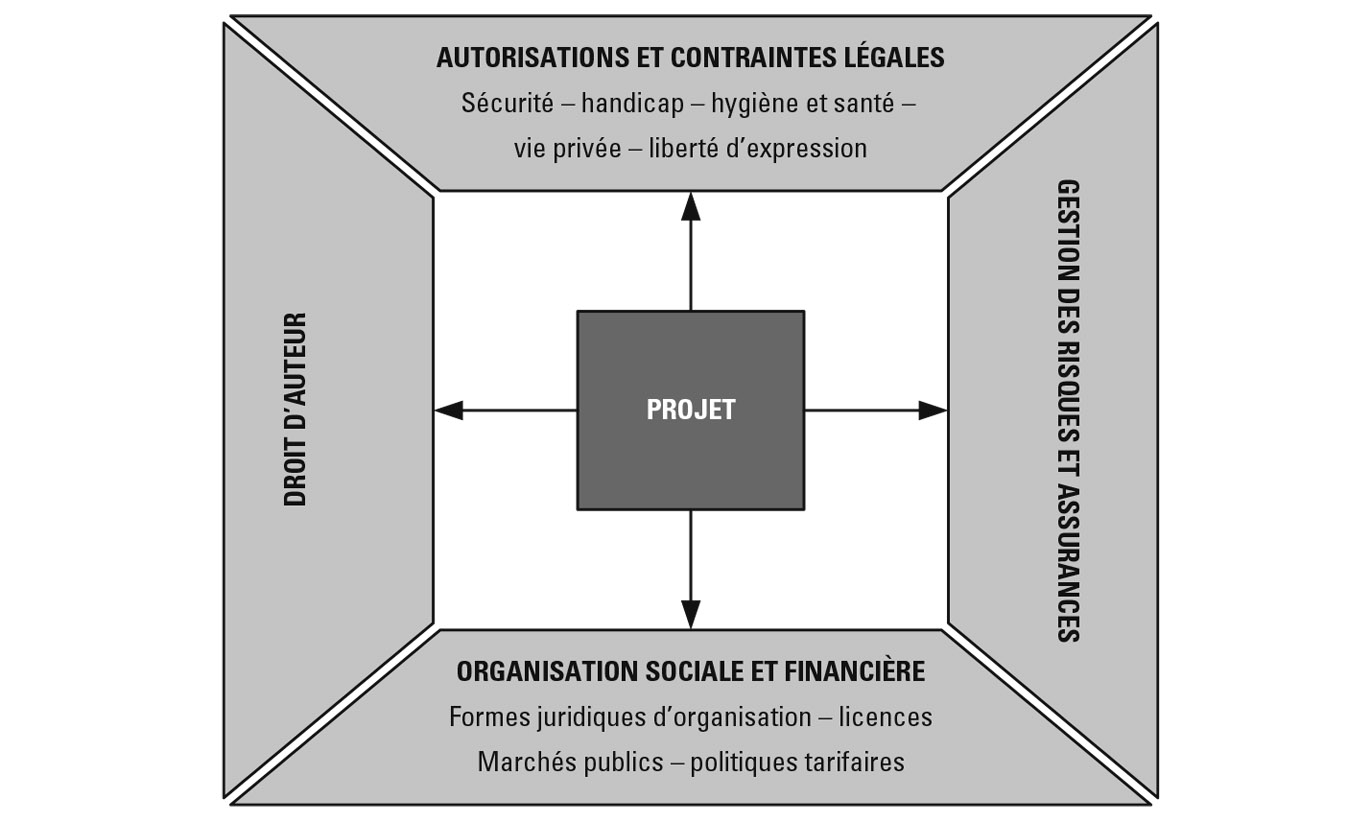 AUTORISATIONS ET CONTRAINTES LÉGALES
Sécurité – handicap – hygiène et santé –
vie privée – liberté d’expression
DROIT D’AUTEUR
PROJET
GESTION DES RISQUES ET ASSURANCES
ORGANISATION SOCIALE ET FINANCIÈRE
Formes juridiques d’organisation – licences
Marchés publics – politiques tarifaires